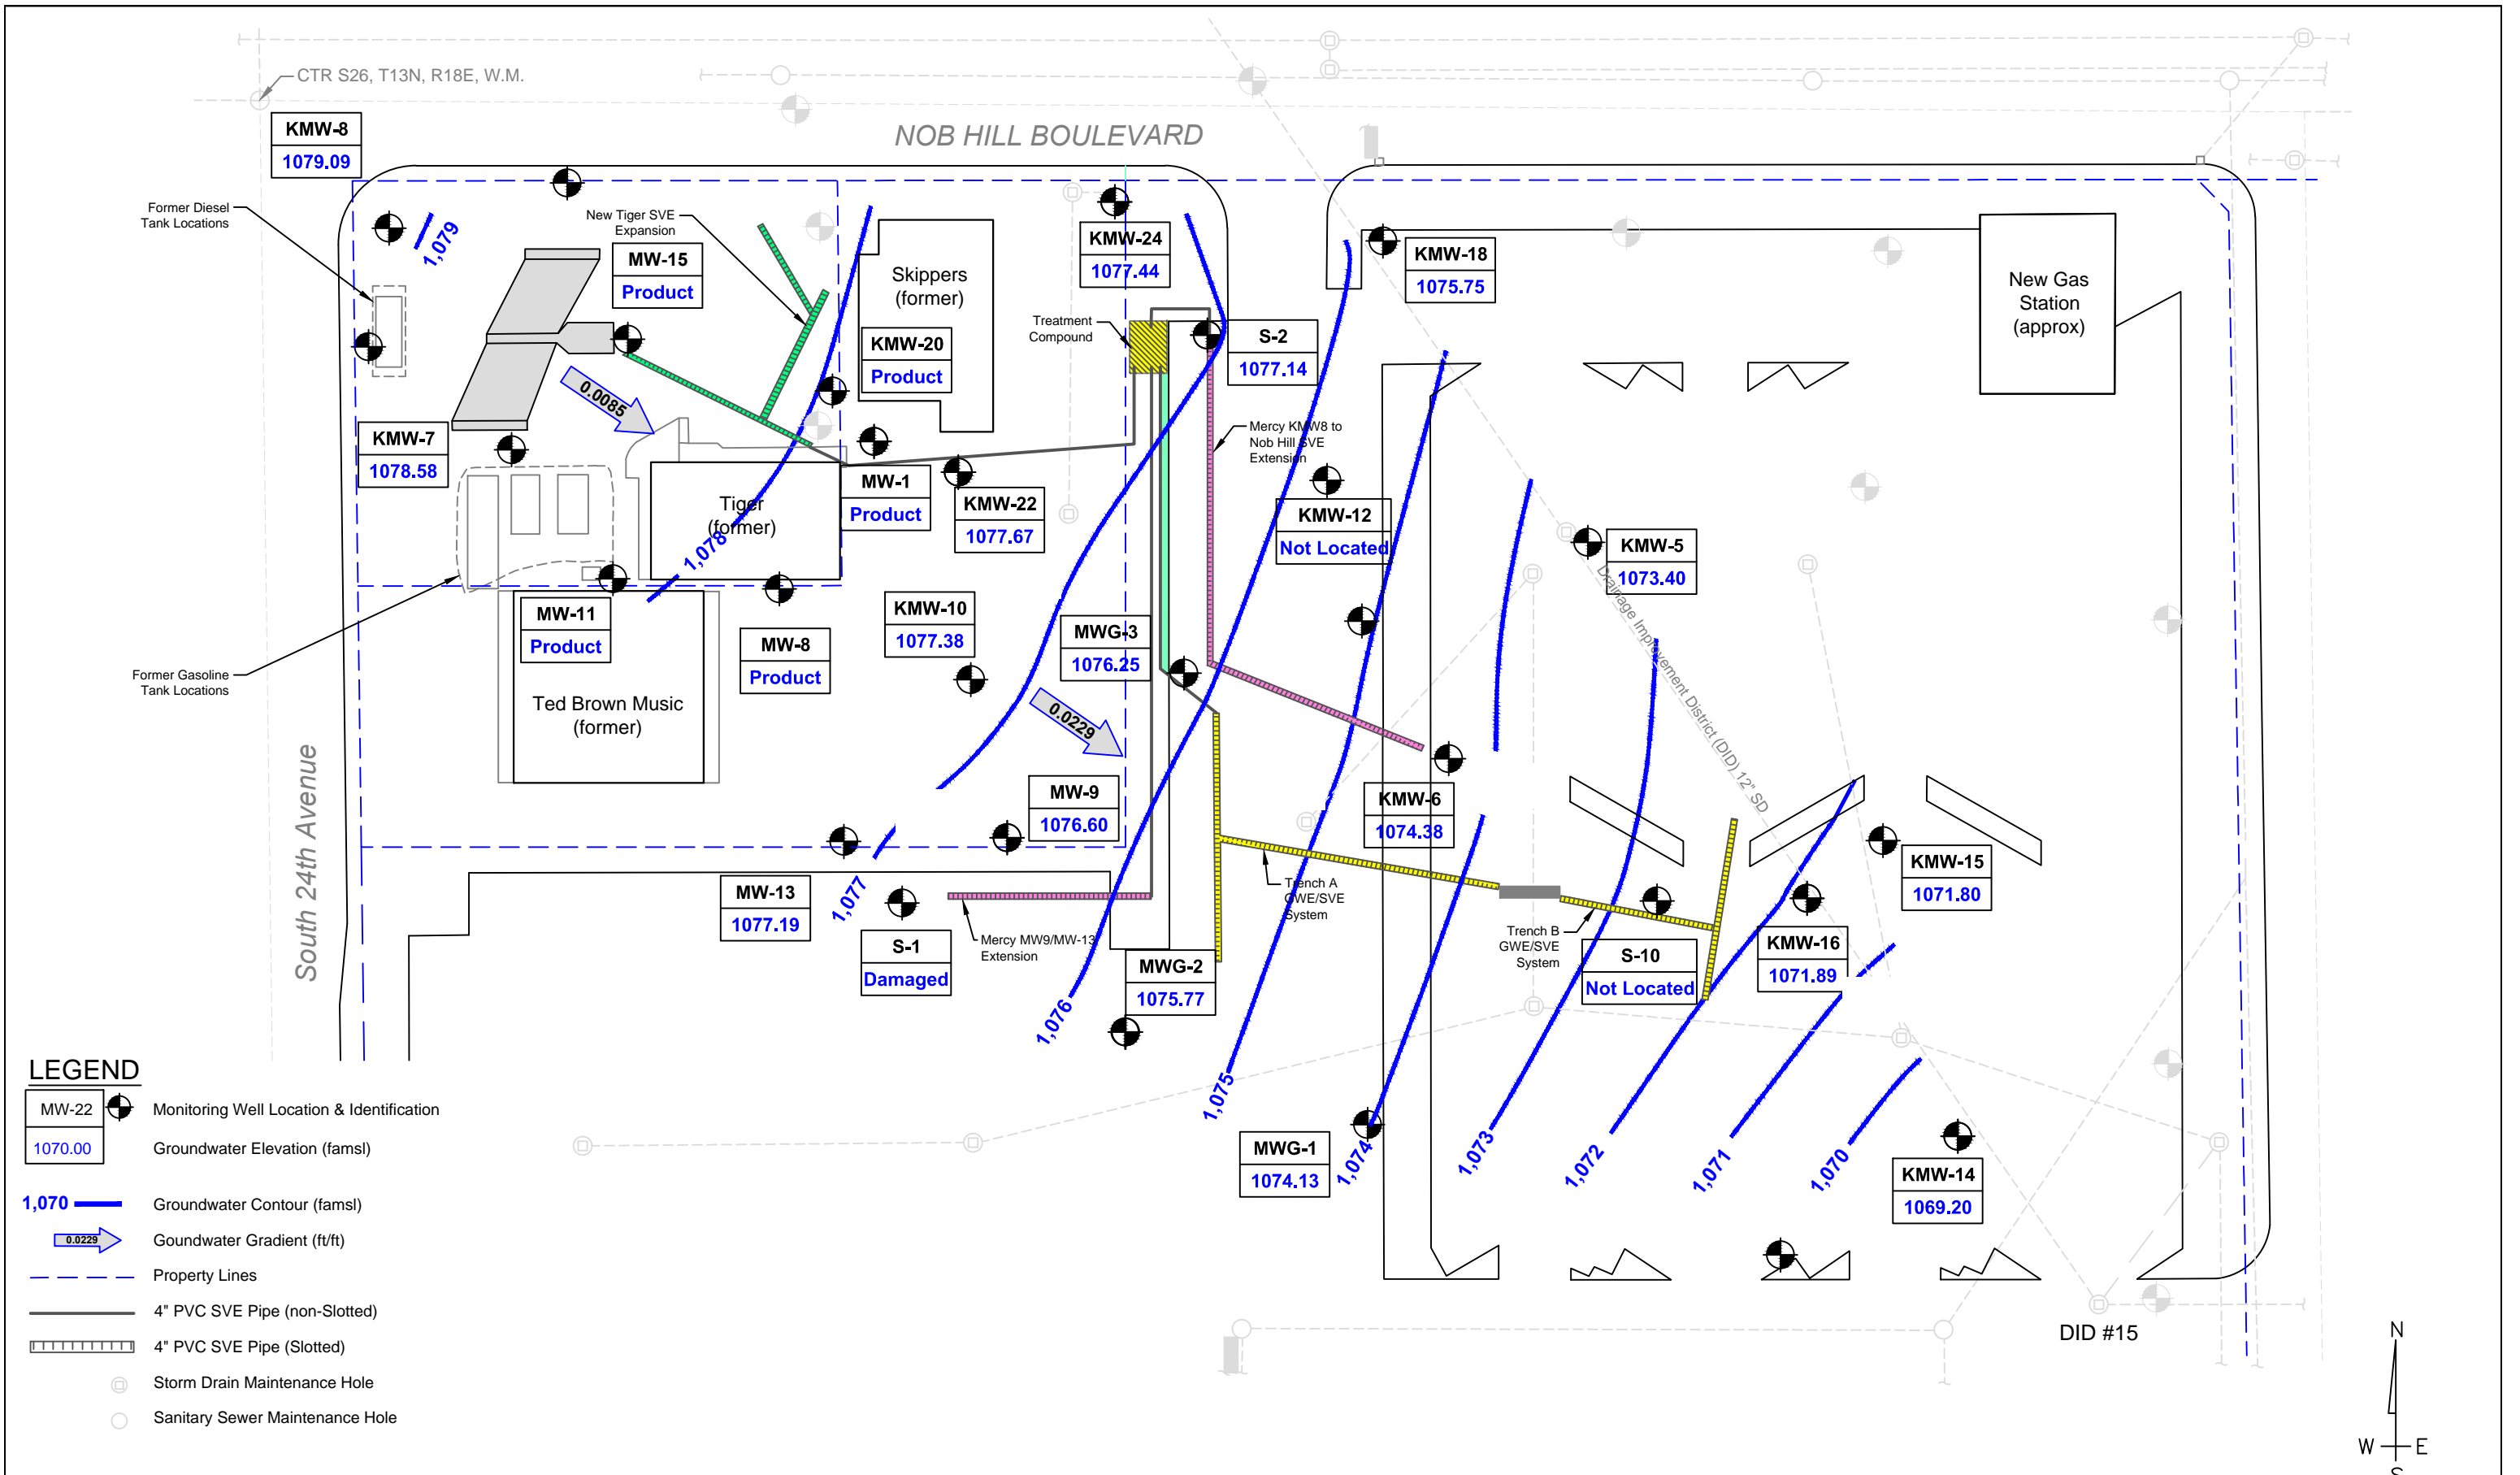 CTR S26, T13N, R18E, W.M.
NOB HILL BOULEVARD
KMW-8
1079.09
Former Diesel
Tank Locations
1,079
New Tiger SVE
Expansion
MW-15
Product
Skippers
(former)
KMW-20
Product
KMW-24
1077.44
KMW-18
1075.75
New Gas
Station
(approx)
Treatment
Compound
S-2
1077.14
0.0085
KMW-7
1078.58
Mercy KMW8 to
Nob Hill SVE
Extension
MW-1
Product
KMW-22
1077.67
Tiger
(former)
1,078
KMW-12
Not Located
KMW-5
1073.40
Drainage Improvement District (DID) 12" SD
MW-11
Product
MW-8
Product
KMW-10
1077.38
MWG-3
1076.25
Former Gasoline
Tank Locations
Ted Brown Music
(former)
0.0229
South 24th Avenue
MW-9
1076.60
KMW-6
1074.38
KMW-15
1071.80
MW-13
1077.19
1,077
S-1
Damaged
Mercy MW9/MW-13
Extension
Trench A
GWE/SVE
System
Trench B
GWE/SVE
System
S-10
Not Located
KMW-16
1071.89
MWG-2
1075.77
1,076
1,075
MWG-1
1074.13
1,074
1,073
1,072
1,071
1,070
KMW-14
1069.20
DID #15
LEGEND
MW-22
Monitoring Well Location & Identification
1070.00
Groundwater Elevation (famsl)
1,070
Groundwater Contour (famsl)
0.0229
Goundwater Gradient (ft/ft)
Property Lines
4" PVC SVE Pipe (non-Slotted)
4" PVC SVE Pipe (Slotted)
Storm Drain Maintenance Hole
Sanitary Sewer Maintenance Hole
N
W E
S